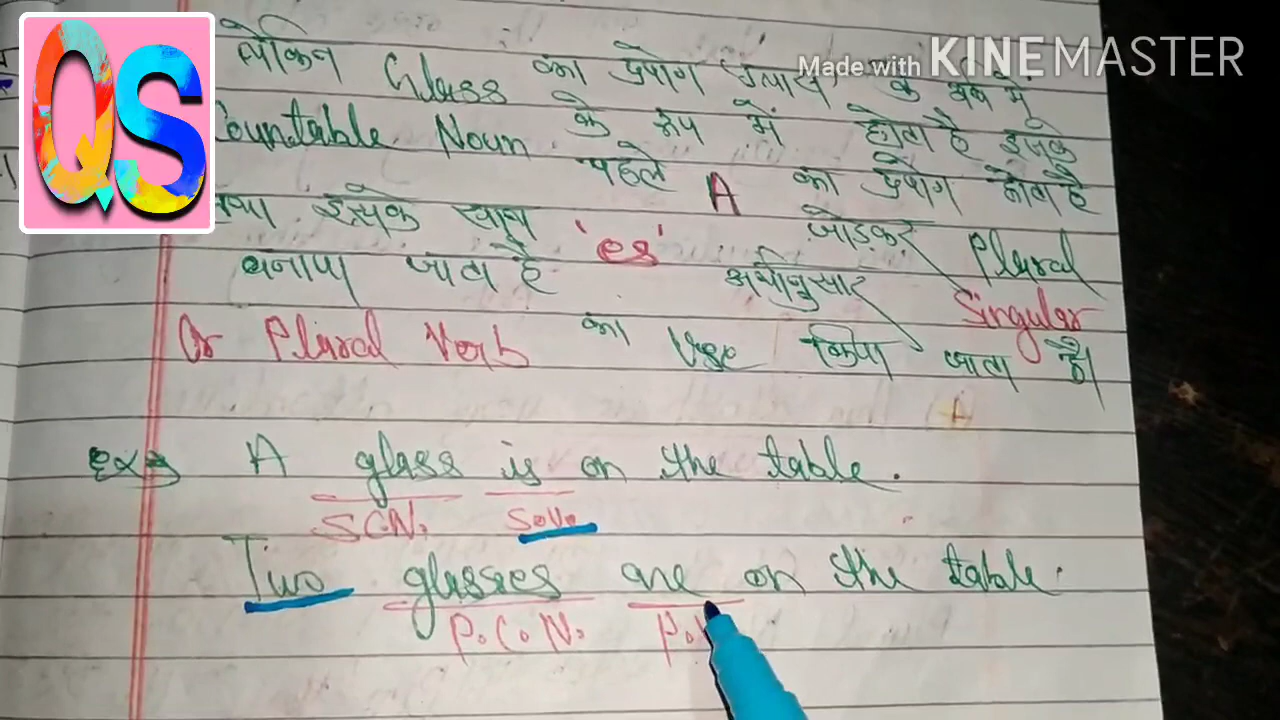 QS
Made with KINEMASTER
लेकिन Glass का प्रयोग के अर्थ में
Countable Noun के रूप में होता है इसके
पहले A का प्रयोग होता है
तथा इसके साथ 'es' जोड़कर Plural
बनाया जाता है अर्थानुसार Singular
Or Plural Verb का Use किया जाता है।
A
A glass is on the table.
S.C.N. S.V.
Two glasses are on the table.
P.C.N. P.